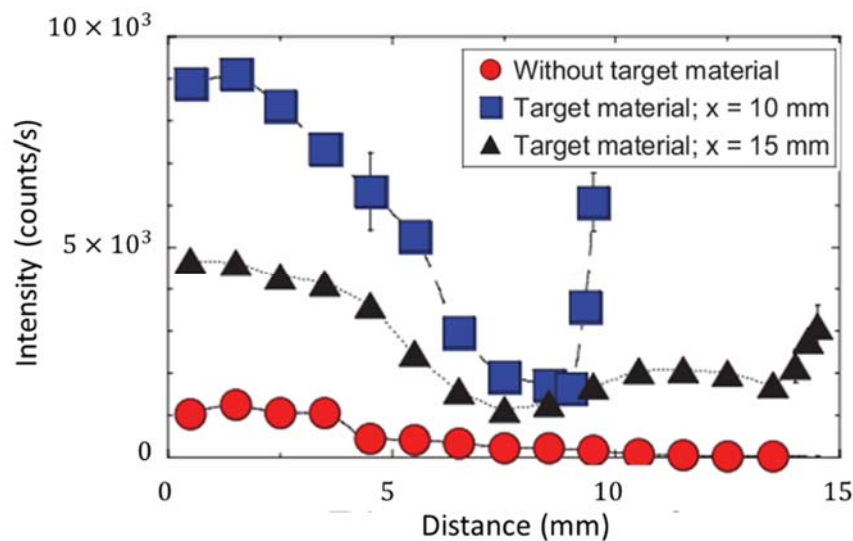 10 × 10³
Without target material
Target material; x = 10 mm
Target material; x = 15 mm
Intensity (counts/s)
5 × 10³
0
0
5
10
15
Distance (mm)